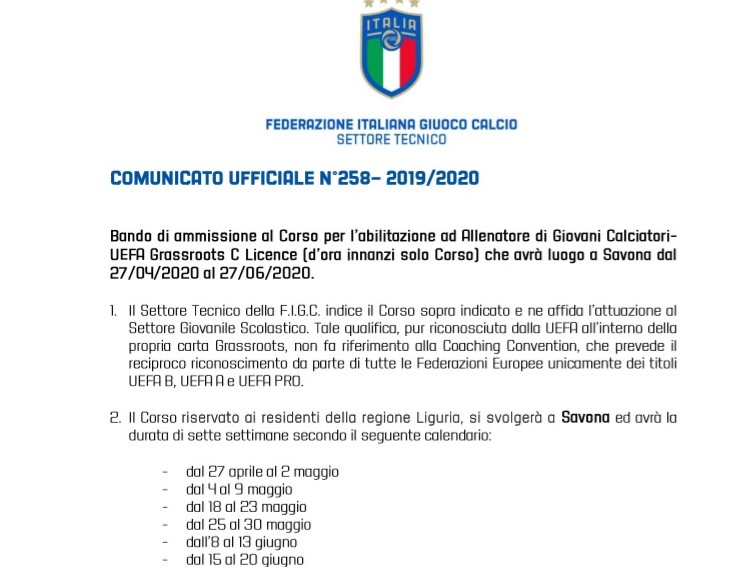 ITALIA
FIGC
FEDERAZIONE ITALIANA GIUOCO CALCIO
SETTORE TECNICO
COMUNICATO UFFICIALE N°258– 2019/2020
Bando di ammissione al Corso per l'abilitazione ad Allenatore di Giovani Calciatori-
UEFA Grassroots C Licence (d'ora innanzi solo Corso) che avrà luogo a Savona dal
27/04/2020 al 27/06/2020.
1. Il Settore Tecnico della F.I.G.C. indice il Corso sopra indicato e ne affida l'attuazione al
Settore Giovanile Scolastico. Tale qualifica, pur riconosciuta dalla UEFA all'interno della
propria carta Grassroots, non fa riferimento alla Coaching Convention, che prevede il
reciproco riconoscimento da parte di tutte le Federazioni Europee unicamente dei titoli
UEFA B, UEFA A e UEFA PRO.
2. Il Corso riservato ai residenti della regione Liguria, si svolgerà a Savona ed avrà la
durata di sette settimane secondo il seguente calendario:
- dal 27 aprile al 2 maggio
- dal 4 al 9 maggio
- dal 18 al 23 maggio
- dal 25 al 30 maggio
- dall'8 al 13 giugno
- dal 15 al 20 giugno